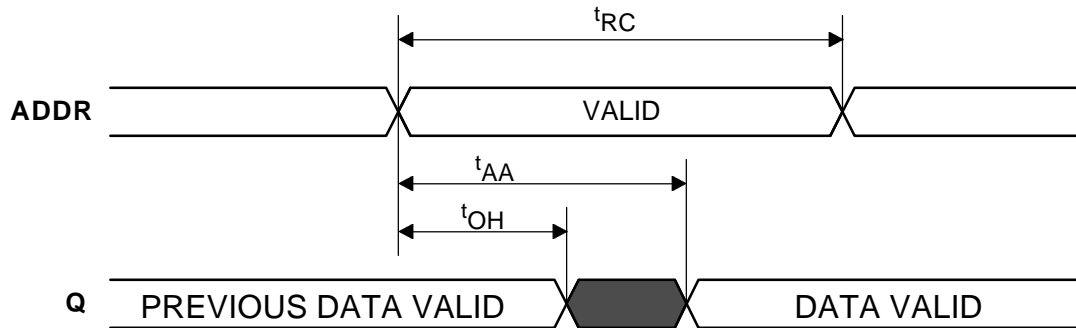 tRC
ADDR VALID
tAA
tOH
Q PREVIOUS DATA VALID DATA VALID